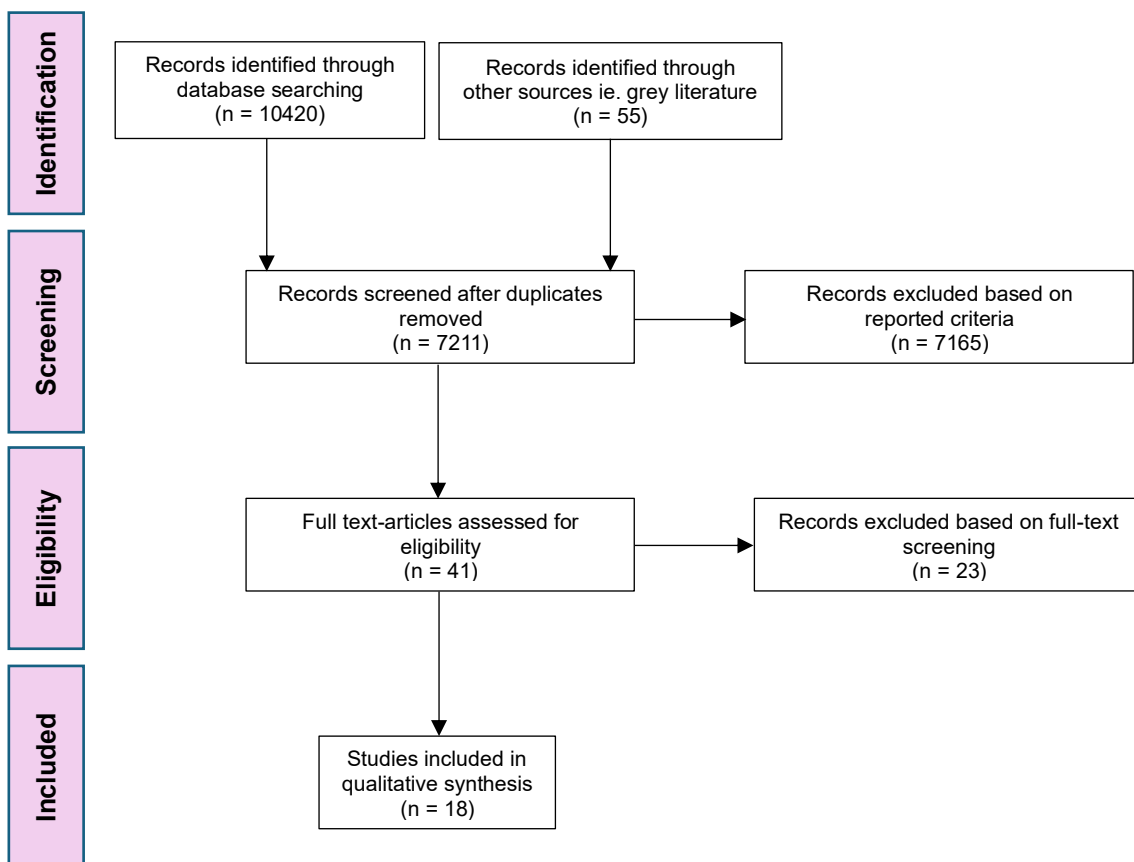 Identification
Records identified through
database searching
(n = 10420)
Records identified through
other sources ie. grey literature
(n = 55)
Screening
Records screened after duplicates
removed
(n = 7211)
Records excluded based on
reported criteria
(n = 7165)
Eligibility
Full text-articles assessed for
eligibility
(n = 41)
Records excluded based on full-text
screening
(n = 23)
Included
Studies included in
qualitative synthesis
(n = 18)